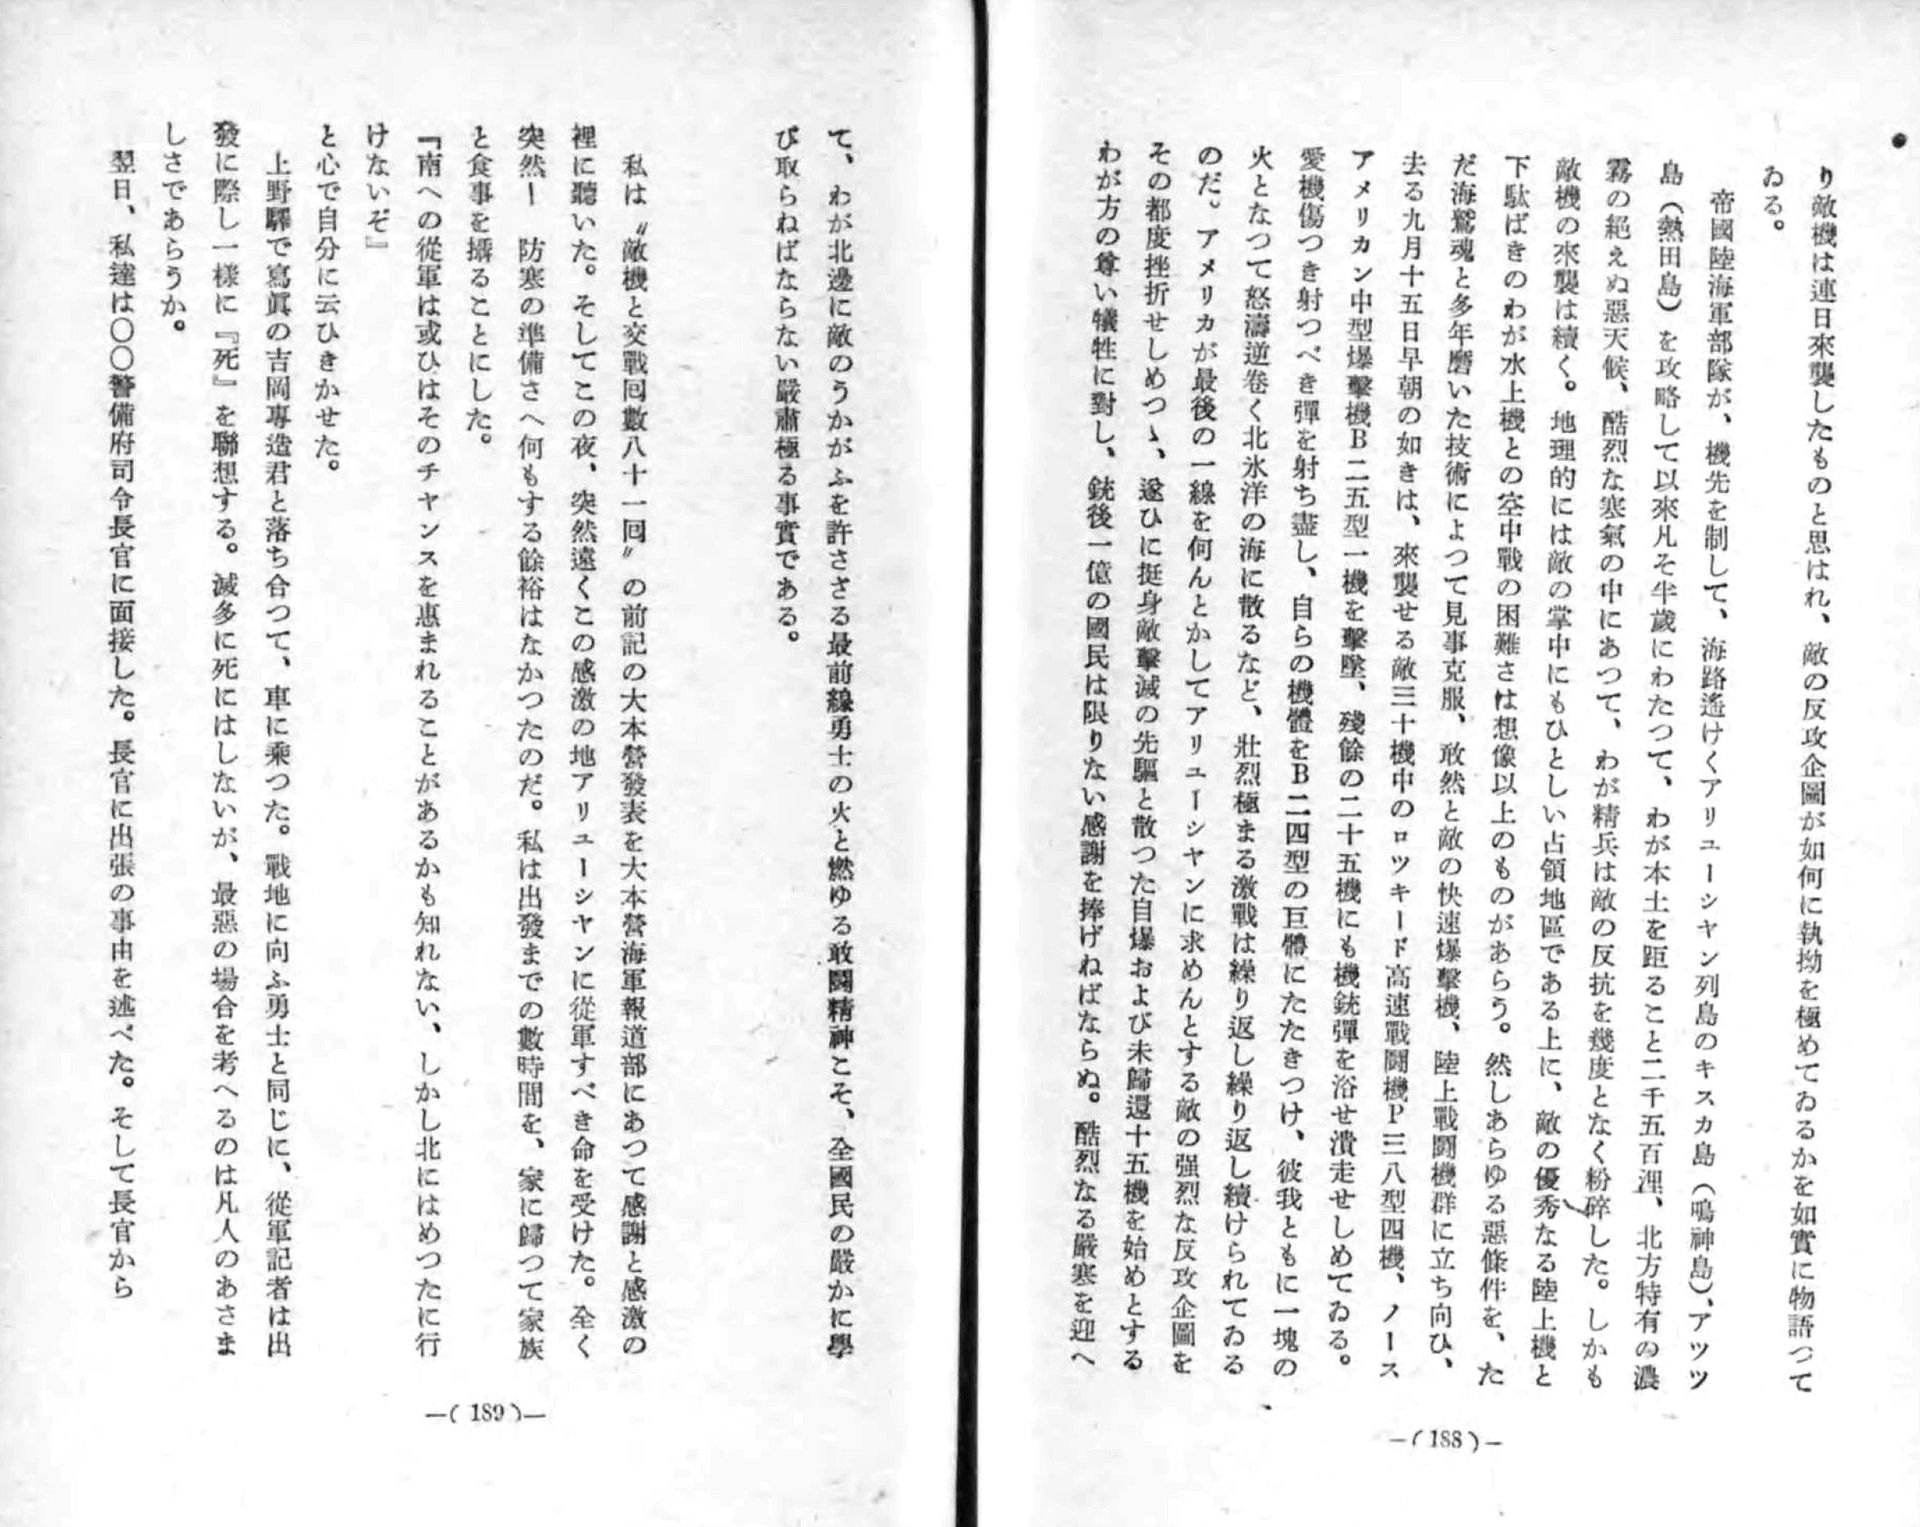 り敵機は連日來襲したものと思はれ、敵の反攻企圖が如何に執拗を極めてゐるかを如實に物語つて
ゐる。
帝國陸海軍部隊が、機先を制して、海路遙けくアリューシヤン列島のキスカ島（鳴神島）、アツツ
島（熱田島）を攻略して以來凡そ半歲にわたつて、わが本土を距ること二千五百浬、北方特有の濃
霧の絕えぬ惡天候、酷烈な寒氣の中にあつて、わが精兵は敵の反抗を幾度となく粉碎した。しかも
敵機の來襲は續く。地理的には敵の掌中にもひとしい占領地區である上に、敵の優秀なる陸上機と
下駄ばきのわが水上機との空中戰の困難さは想像以上のものがあらう。然しあらゆる惡條件を、た
だ海鷲魂と多年磨いた技術によつて見事克服、敢然と敵の快速爆擊機、陸上戰鬪機群に立ち向ひ、
去る九月十五日早朝の如きは、來襲せる敵三十機中のロツキード高速戰鬪機P三八型四機、ノース
アメリカン中型爆擊機B二五型一機を擊墜、殘餘の二十五機にも機銃彈を浴せ潰走せしめてゐる。
愛機傷つき射つべき彈を射ち盡し、自らの機體をB二四型の巨體にたたきつけ、彼我ともに一塊の
火となつて怒濤逆卷く北氷洋の海に散るなど、壯烈極まる激戰は繰り返し繰り返し續けられてゐる
のだ。アメリカが最後の一線を何んとかしてアリューシヤンに求めんとする敵の强烈な反攻企圖を
その都度挫折せしめつゝ、遂ひに挺身敵擊滅の先驅と散つた自爆および未歸還十五機を始めとする
わが方の尊い犧牲に對し、銃後一億の國民は限りない感謝を捧げねばならぬ。酷烈なる嚴寒を迎へ
—( 188 )—
て、わが北邊に敵のうかがふを許ささる最前線勇士の火と燃ゆる敢鬪精神こそ、全國民の嚴かに學
び取らねばならない嚴肅極る事實である。
私は〝敵機と交戰回數八十一回〟の前記の大本營發表を大本營海軍報道部にあつて感謝と感激の
裡に聽いた。そしてこの夜、突然遠くこの感激の地アリユーシヤンに從軍すべき命を受けた。全く
突然ー 防寒の準備さへ何もする餘裕はなかつたのだ。私は出發までの數時間を、家に歸つて家族
と食事を攝ることにした。
『南への從軍は或ひはそのチヤンスを惠まれることがあるかも知れない、しかし北にはめつたに行
けないぞ』
と心で自分に云ひきかせた。
上野驛で寫眞の吉岡專造君と落ち合つて、車に乘つた。戰地に向ふ勇士と同じに、從軍記者は出
發に際し一樣に『死』を聯想する。滅多に死にはしないが、最惡の場合を考へるのは凡人のあさま
しさであらうか。
翌日、私達は〇〇警備府司令長官に面接した。長官に出張の事由を述べた。そして長官から
—( 189 )—